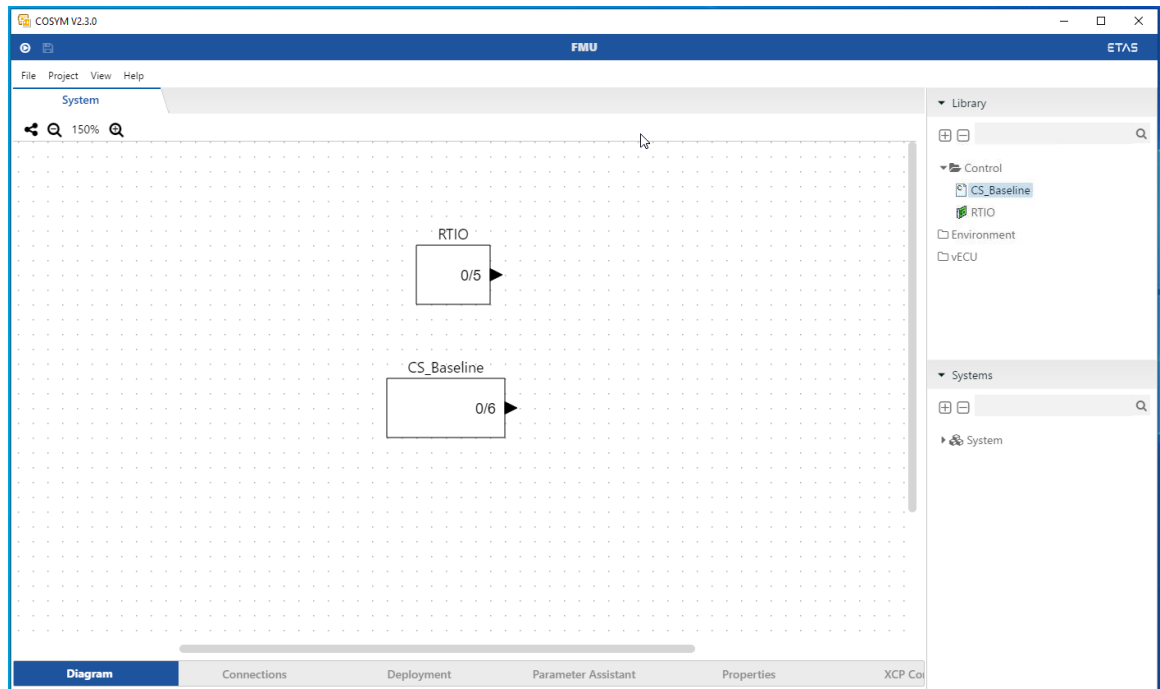 COSYM V2.3.0
FMU
ETAS
File Project View Help
System
150%
RTIO
0/5
CS_Baseline
0/6
Library
Control
CS_Baseline
RTIO
Environment
vECU
Systems
System
Diagram Connections Deployment Parameter Assistant Properties XCP Co